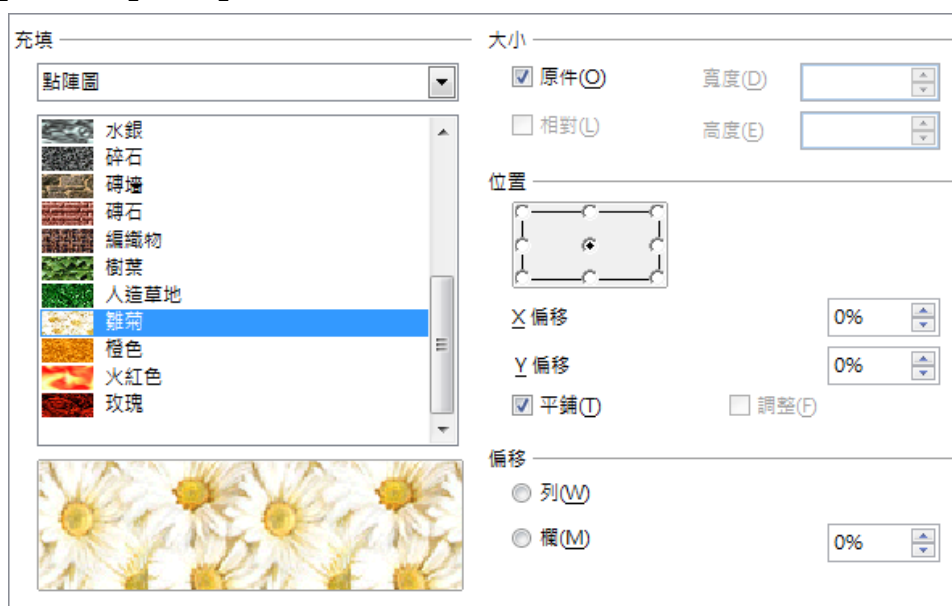 充填
點陣圖
水銀
碎石
磚墻
磚石
編織物
樹葉
人造草地
雛菊
橙色
火紅色
玫瑰
大小
原件(O) 寬度(D)
相對(L) 高度(E)
位置
X 偏移 0%
Y 偏移 0%
平鋪(T) 調整(F)
偏移
列(W)
欄(M) 0%